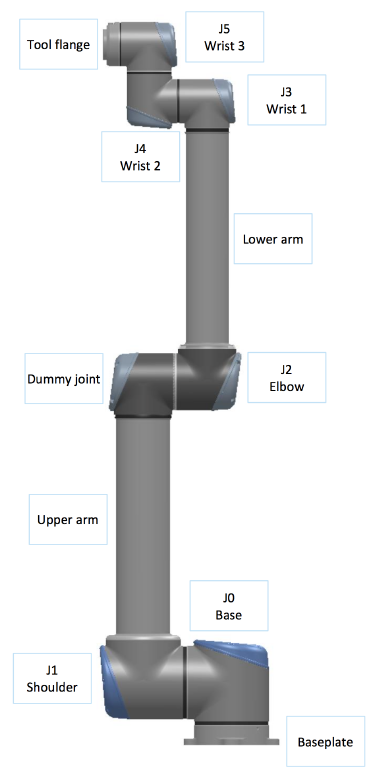 Tool flange
J5
Wrist 3
J3
Wrist 1
J4
Wrist 2
Lower arm
Dummy joint
J2
Elbow
Upper arm
J0
Base
J1
Shoulder
Baseplate